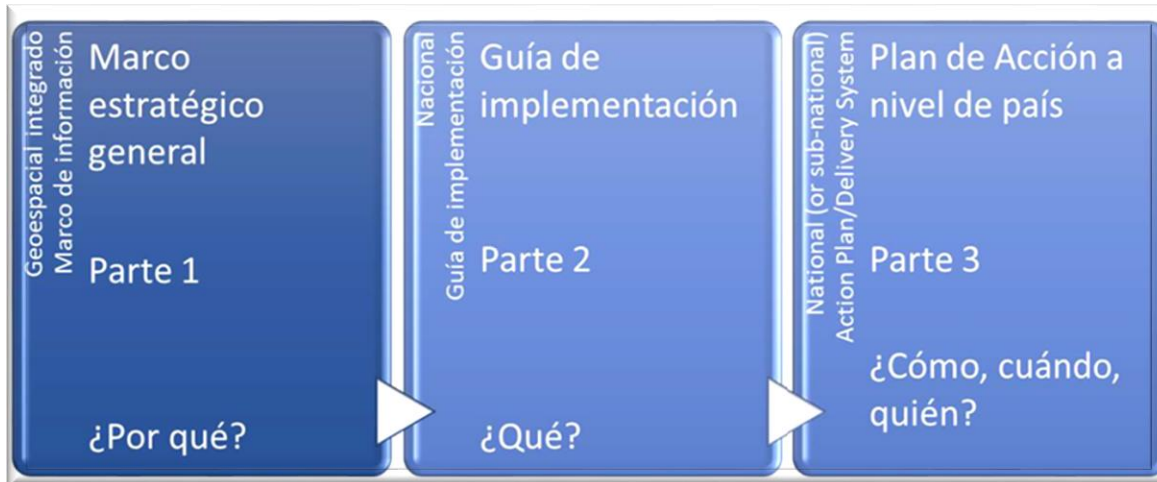 Geoespacial integrado
Marco de información
Marco
estratégico
general
Parte 1
¿Por qué?
Nacional
Guía de implementación
Guía de
implementación
Parte 2
¿Qué?
National (or sub-national)
Action Plan/Delivery System
Plan de Acción a
nivel de país
Parte 3
¿Cómo, cuándo,
quién?